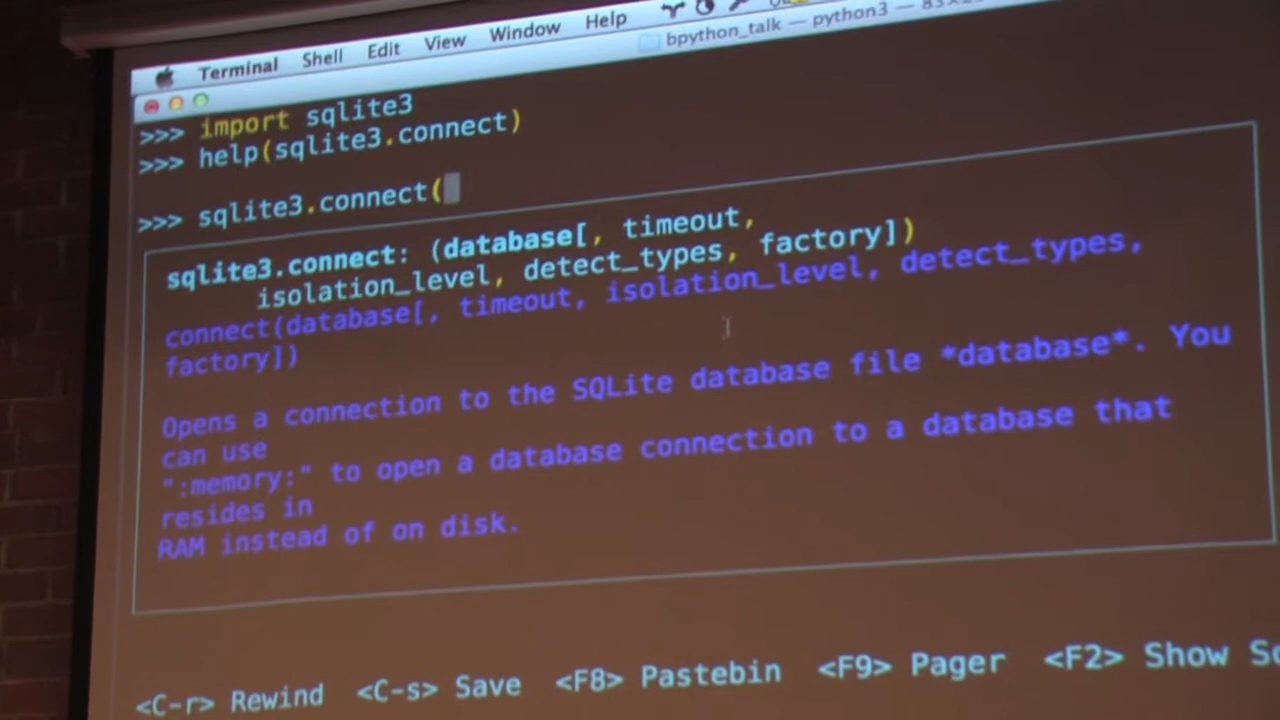 Terminal Shell Edit View Window Help
bpython_talk — python3 —
>>> import sqlite3
>>> help(sqlite3.connect)
>>> sqlite3.connect(
sqlite3.connect: (database[, timeout,
isolation_level, detect_types, factory])
connect(database[, timeout, isolation_level, detect_types,
factory])
Opens a connection to the SQLite database file *database*. You
can use
":memory:" to open a database connection to a database that
resides in
RAM instead of on disk.
<C-r> Rewind <C-s> Save <F8> Pastebin <F9> Pager <F2> Show